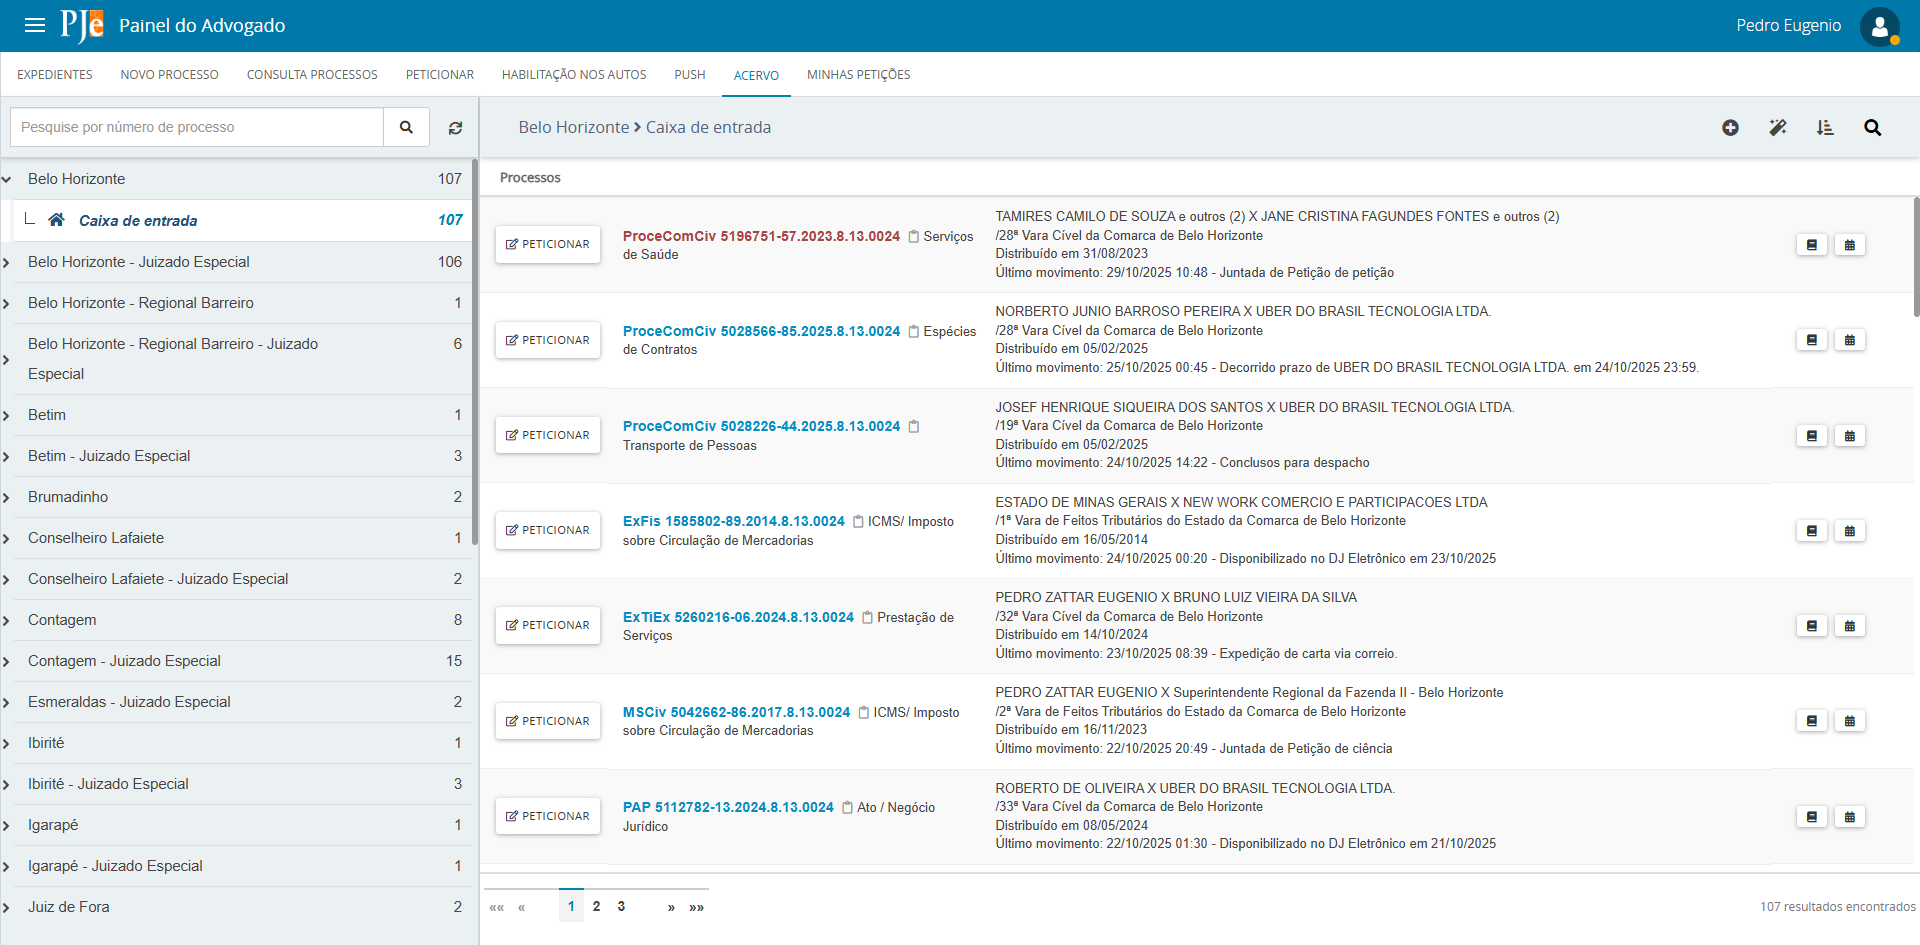 PJe Painel do Advogado
Pedro Eugenio
EXPEDIENTES NOVO PROCESSO CONSULTA PROCESSOS PETICIONAR HABILITAÇÃO NOS AUTOS PUSH ACERVO MINHAS PETIÇÕES
Pesquise por número de processo
Belo Horizonte 107
Caixa de entrada 107
Belo Horizonte - Juizado Especial 106
Belo Horizonte - Regional Barreiro 1
Belo Horizonte - Regional Barreiro - Juizado 6
Especial
Betim 1
Betim - Juizado Especial 3
Brumadinho 2
Conselheiro Lafaiete 1
Conselheiro Lafaiete - Juizado Especial 2
Contagem 8
Contagem - Juizado Especial 15
Esmeraldas - Juizado Especial 2
Ibirité 1
Ibirité - Juizado Especial 3
Igarapé 1
Igarapé - Juizado Especial 1
Juiz de Fora 2
Belo Horizonte > Caixa de entrada
Processos
PETICIONAR
ProceComCiv 5196751-57.2023.8.13.0024 Serviços
de Saúde
TAMIRES CAMILO DE SOUZA e outros (2) X JANE CRISTINA FAGUNDES FONTES e outros (2)
/28ª Vara Cível da Comarca de Belo Horizonte
Distribuído em 31/08/2023
Último movimento: 29/10/2025 10:48 - Juntada de Petição de petição
PETICIONAR
ProceComCiv 5028566-85.2025.8.13.0024 Espécies
de Contratos
NORBERTO JUNIO BARROSO PEREIRA X UBER DO BRASIL TECNOLOGIA LTDA.
/28ª Vara Cível da Comarca de Belo Horizonte
Distribuído em 05/02/2025
Último movimento: 25/10/2025 00:45 - Decorrido prazo de UBER DO BRASIL TECNOLOGIA LTDA. em 24/10/2025 23:59.
PETICIONAR
ProceComCiv 5028226-44.2025.8.13.0024
Transporte de Pessoas
JOSEF HENRIQUE SIQUEIRA DOS SANTOS X UBER DO BRASIL TECNOLOGIA LTDA.
/19ª Vara Cível da Comarca de Belo Horizonte
Distribuído em 05/02/2025
Último movimento: 24/10/2025 14:22 - Conclusos para despacho
PETICIONAR
ExFis 1585802-89.2014.8.13.0024 ICMS/ Imposto
sobre Circulação de Mercadorias
ESTADO DE MINAS GERAIS X NEW WORK COMERCIO E PARTICIPACOES LTDA
/1ª Vara de Feitos Tributários do Estado da Comarca de Belo Horizonte
Distribuído em 16/05/2014
Último movimento: 24/10/2025 00:20 - Disponibilizado no DJ Eletrônico em 23/10/2025
PETICIONAR
ExTiEx 5260216-06.2024.8.13.0024 Prestação de
Serviços
PEDRO ZATTAR EUGENIO X BRUNO LUIZ VIEIRA DA SILVA
/32ª Vara Cível da Comarca de Belo Horizonte
Distribuído em 14/10/2024
Último movimento: 23/10/2025 08:39 - Expedição de carta via correio.
PETICIONAR
MSCiv 5042662-86.2017.8.13.0024 ICMS/ Imposto
sobre Circulação de Mercadorias
PEDRO ZATTAR EUGENIO X Superintendente Regional da Fazenda II - Belo Horizonte
/2ª Vara de Feitos Tributários do Estado da Comarca de Belo Horizonte
Distribuído em 16/11/2023
Último movimento: 22/10/2025 20:49 - Juntada de Petição de ciência
PETICIONAR
PAP 5112782-13.2024.8.13.0024 Ato / Negócio
Jurídico
ROBERTO DE OLIVEIRA X UBER DO BRASIL TECNOLOGIA LTDA.
/33ª Vara Cível da Comarca de Belo Horizonte
Distribuído em 08/05/2024
Último movimento: 22/10/2025 01:30 - Disponibilizado no DJ Eletrônico em 21/10/2025
«« « 1 2 3 » »»
107 resultados encontrados